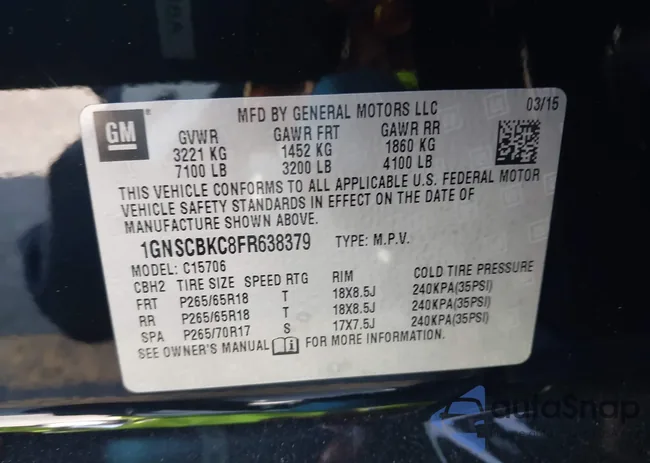 MFD BY GENERAL MOTORS LLC 03/15
GM
GVWR GAWR FRT GAWR RR
3221 KG 1452 KG 1860 KG
7100 LB 3200 LB 4100 LB
THIS VEHICLE CONFORMS TO ALL APPLICABLE U.S. FEDERAL MOTOR
VEHICLE SAFETY STANDARDS IN EFFECT ON THE DATE OF
MANUFACTURE SHOWN ABOVE.
1GNSCBKC8FR638379 TYPE: M.P.V.
MODEL: C15706
CBH2 TIRE SIZE SPEED RTG RIM COLD TIRE PRESSURE
FRT P265/65R18 T 18X8.5J 240KPA(35PSI)
RR P265/65R18 T 18X8.5J 240KPA(35PSI)
SPA P265/70R17 S 17X7.5J 240KPA(35PSI)
SEE OWNER'S MANUAL FOR MORE INFORMATION.
AutoSnap